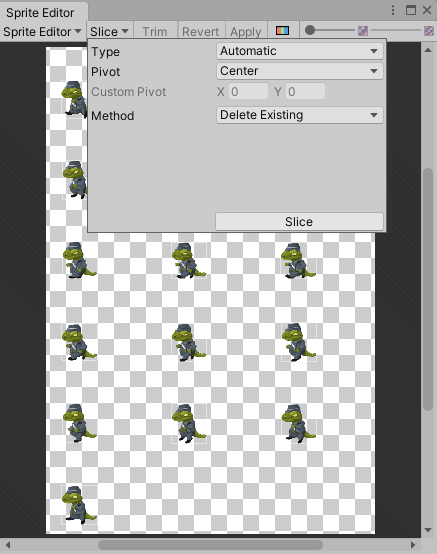 Sprite Editor
Sprite Editor Slice Trim Revert Apply
Type Automatic
Pivot Center
Custom Pivot X 0 Y 0
Method Delete Existing
Slice